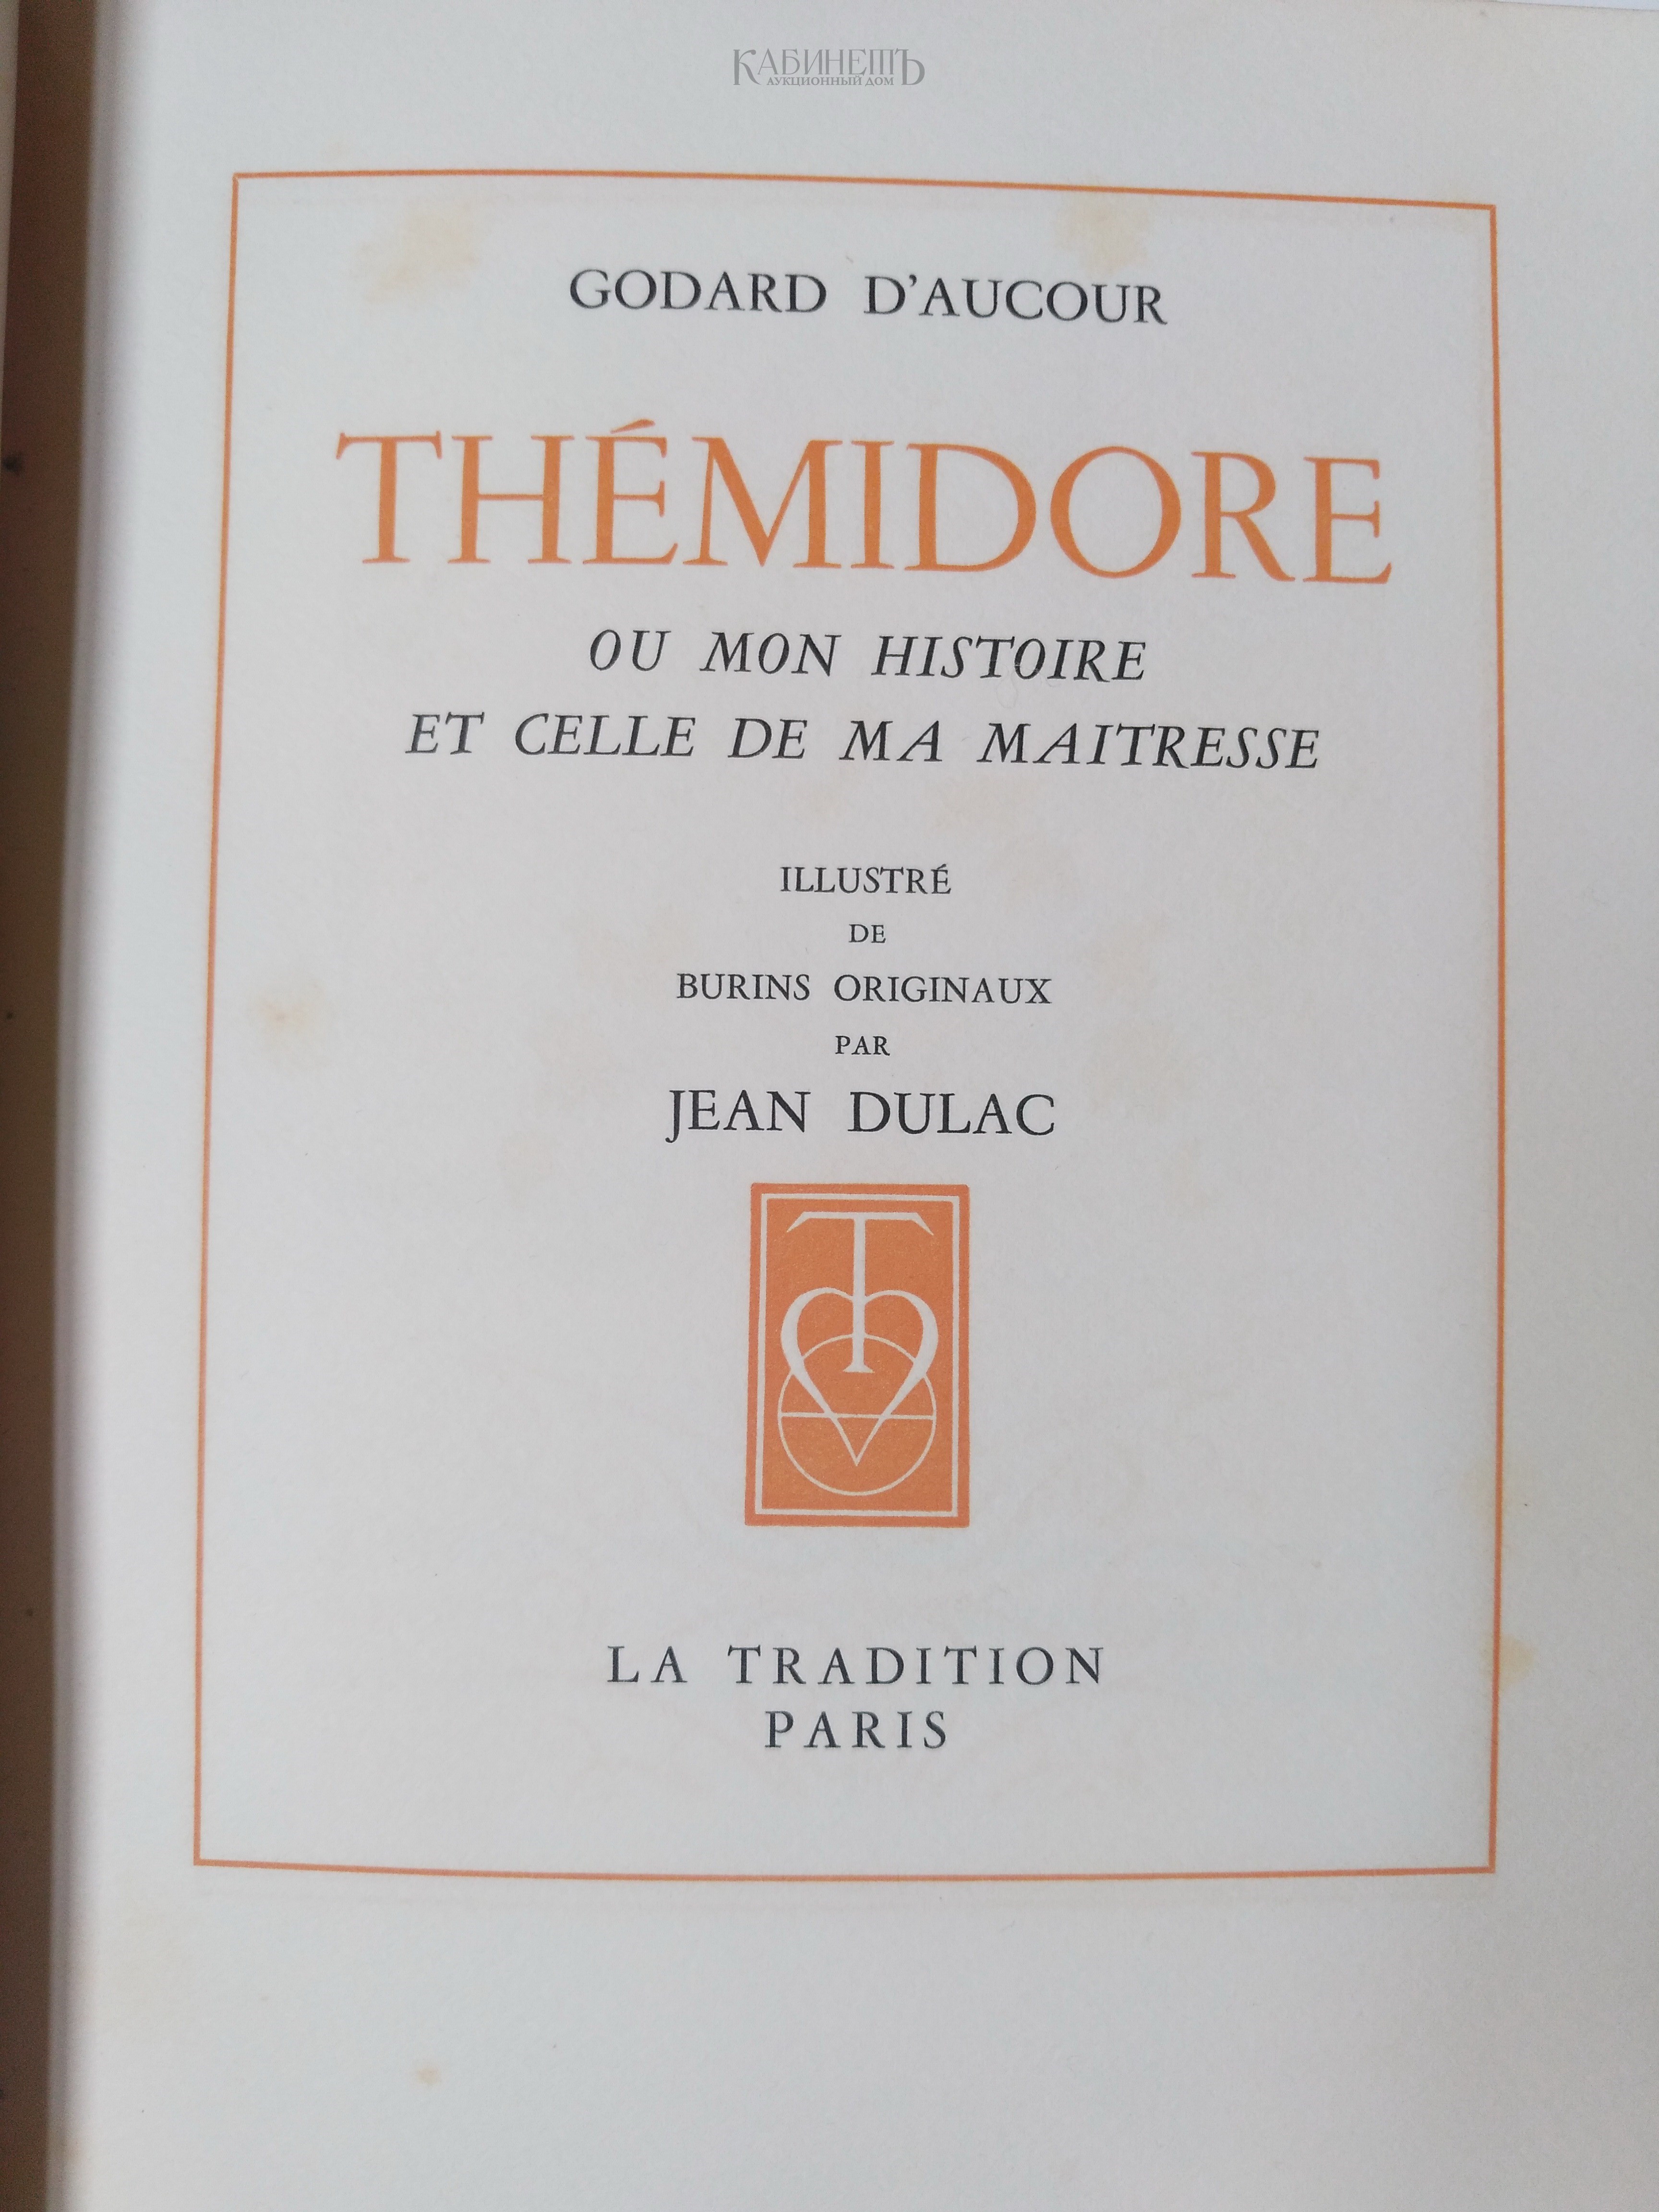 КАБИНЕТЪ
АУКЦИОННЫЙ ДОМ
GODARD D'AUCOUR
THÉMIDORE
OU MON HISTOIRE
ET CELLE DE MA MAITRESSE
ILLUSTRÉ
DE
BURINS ORIGINAUX
PAR
JEAN DULAC
T
LA TRADITION
PARIS